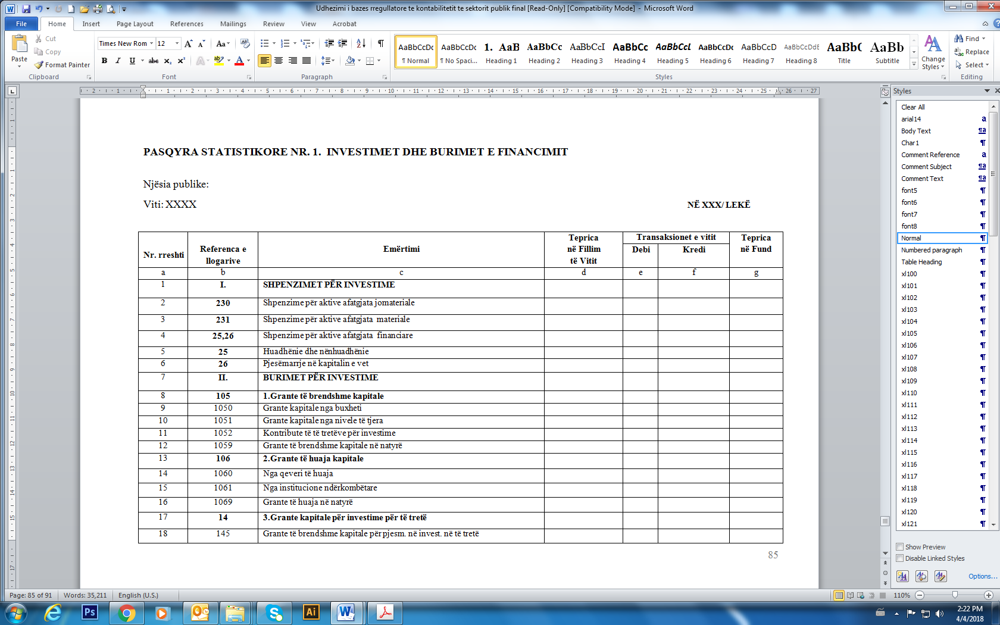 Udhezimi i bazes rregullatore te kontabilitetit te sektorit publik final [Read-Only] [Compatibility Mode] - Microsoft Word
File Home Insert Page Layout References Mailings Review View Acrobat
Paste
Cut
Copy
Format Painter
Clipboard
Times New Rom 12
Font
Paragraph
AaBbCcDc AaBbCcDc 1. AaB AaBbCc AaBbCcI AaBbCc AaBbCcL AaBbCcDc AaBbCcD AaBbCcDdE AaBb( AaBb
¶ Normal ¶ No Spaci... Heading 1 Heading 2 Heading 3 Heading 4 Heading 5 Heading 6 Heading 7 Heading 8 Title Subtitle
Styles
Change Styles
Find
Replace
Select
Editing
PASQYRA STATISTIKORE NR. 1. INVESTIMET DHE BURIMET E FINANCIMIT
Njësia publike:
Viti: XXXX NË XXX/ LEKË
Nr. rreshti Referenca e llogarive Emërtimi Teprica në Fillim të Vitit Transaksionet e vitit Teprica në Fund
Debi Kredi
a b c d e f g
1 I. SHPENZIMET PËR INVESTIME
2 230 Shpenzime për aktive afatgjata jomateriale
3 231 Shpenzime për aktive afatgjata materiale
4 25,26 Shpenzime për aktive afatgjata financiare
5 25 Huadhënie dhe nënhuadhënie
6 26 Pjesëmarrje në kapitalin e vet
7 II. BURIMET PËR INVESTIME
8 105 1.Grante të brendshme kapitale
9 1050 Grante kapitale nga buxheti
10 1051 Grante kapitale nga nivele të tjera
11 1052 Kontribute të të tretëve për investime
12 1059 Grante të brendshme kapitale në natyrë
13 106 2.Grante të huaja kapitale
14 1060 Nga qeveri të huaja
15 1061 Nga institucione ndërkombëtare
16 1069 Grante të huaja në natyrë
17 14 3.Grante kapitale për investime për të tretë
18 145 Grante të brendshme kapitale për pjesm. në invest. në të tretë
85
Styles
Clear All
arial14
Body Text
Char1
Comment Reference
Comment Subject
Comment Text
font5
font6
font7
font8
Normal
Numbered paragraph
Table Heading
xl100
xl101
xl102
xl103
xl104
xl105
xl106
xl107
xl108
xl109
xl110
xl111
xl112
xl113
xl114
xl115
xl116
xl117
xl118
xl119
xl120
xl121
Show Preview
Disable Linked Styles
Options...
Page: 85 of 91 Words: 35,211 English (U.S.) 110%
2:22 PM
4/4/2018